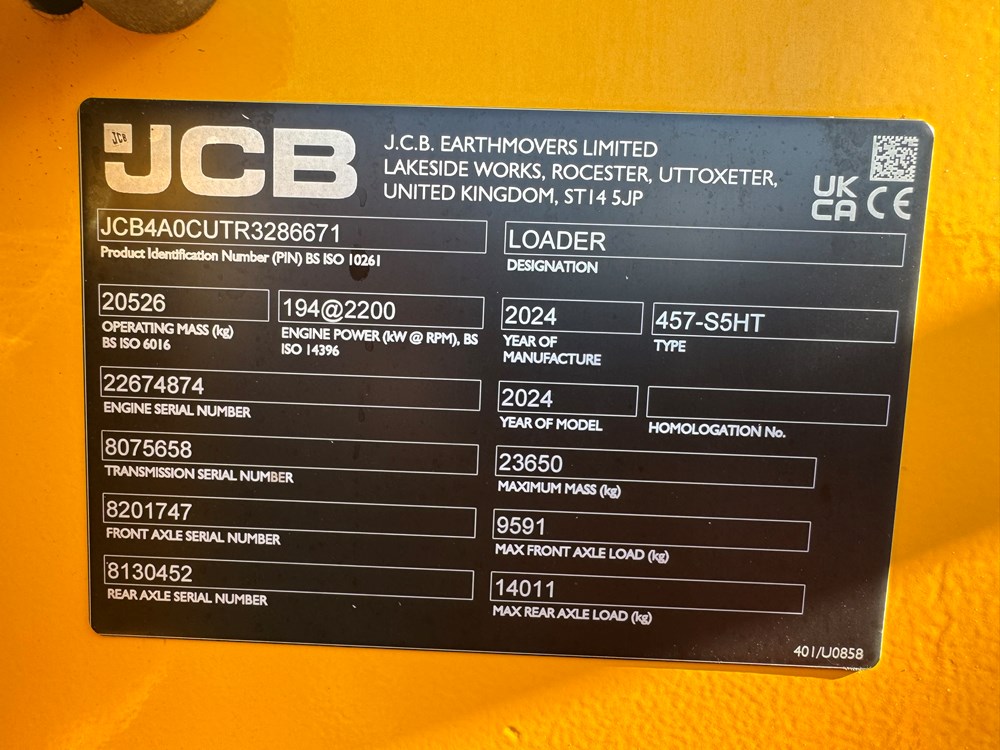 JCB JCB
J.C.B. EARTHMOVERS LIMITED
LAKESIDE WORKS, ROCESTER, UTTOXETER,
UNITED KINGDOM, ST14 5JP
UK
CA CE
JCB4A0CUTR3286671
Product Identification Number (PIN) BS ISO 10261
LOADER
DESIGNATION
20526
OPERATING MASS (kg)
BS ISO 6016
194@2200
ENGINE POWER (kW @ RPM), BS
ISO 14396
2024
YEAR OF
MANUFACTURE
457-S5HT
TYPE
22674874
ENGINE SERIAL NUMBER
2024
YEAR OF MODEL
HOMOLOGATION No.
8075658
TRANSMISSION SERIAL NUMBER
23650
MAXIMUM MASS (kg)
8201747
FRONT AXLE SERIAL NUMBER
9591
MAX FRONT AXLE LOAD (kg)
8130452
REAR AXLE SERIAL NUMBER
14011
MAX REAR AXLE LOAD (kg)
401/U0858